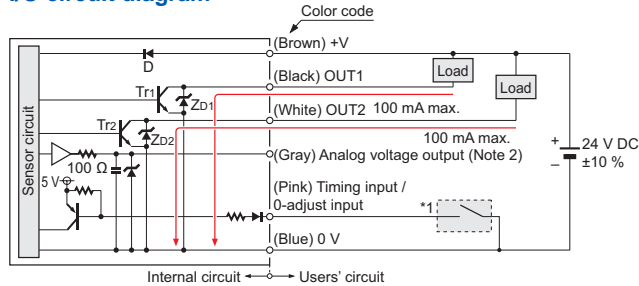 Color code
(Brown) +V
D
(Black) OUT1
Load
Load
Tr1
ZD1
(White) OUT2
100 mA max.
Tr2
ZD2
100 mA max.
Sensor circuit
(Gray) Analog voltage output (Note 2)
100 Ω
+
–
24 V DC
±10 %
5 V
(Pink) Timing input /
0-adjust input
*1
(Blue) 0 V
Internal circuit
Users' circuit